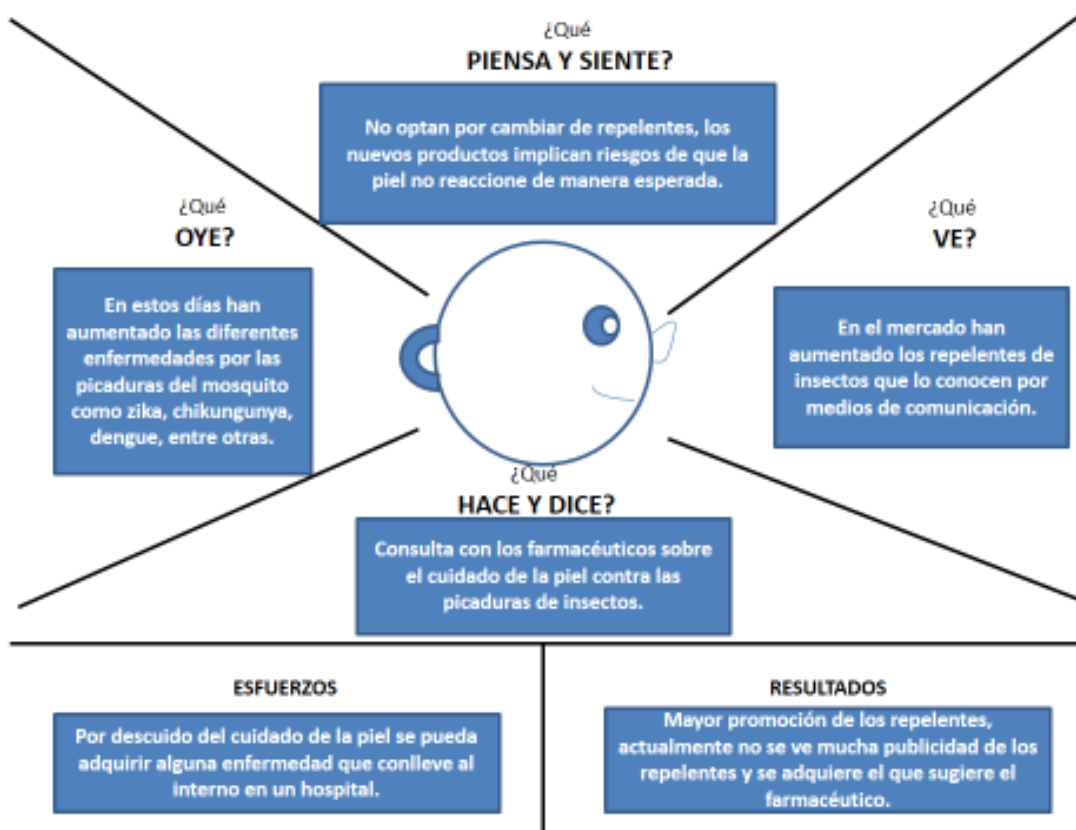 ¿Qué
PIENSA Y SIENTE?
No optan por cambiar de repelentes, los
nuevos productos implican riesgos de que la
piel no reaccione de manera esperada.
¿Qué
OYE?
En estos días han
aumentado las diferentes
enfermedades por las
picaduras del mosquito
como zika, chikungunya,
dengue, entre otras.
¿Qué
VE?
En el mercado han
aumentado los repelentes de
insectos que lo conocen por
medios de comunicación.
¿Qué
HACE Y DICE?
Consulta con los farmacéuticos sobre
el cuidado de la piel contra las
picaduras de insectos.
ESFUERZOS
Por descuido del cuidado de la piel se pueda
adquirir alguna enfermedad que conlleve al
interno en un hospital.
RESULTADOS
Mayor promoción de los repelentes,
actualmente no se ve mucha publicidad de los
repelentes y se adquiere el que sugiere el
farmacéutico.